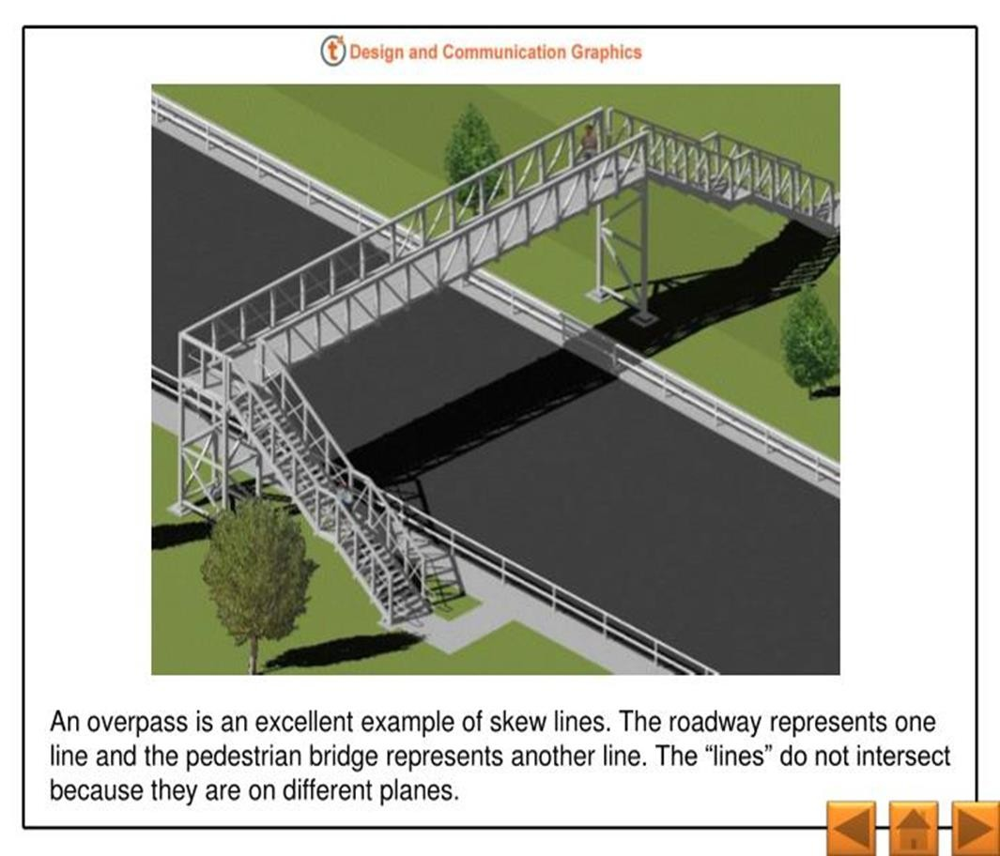 t4 Design and Communication Graphics
An overpass is an excellent example of skew lines. The roadway represents one
line and the pedestrian bridge represents another line. The “lines” do not intersect
because they are on different planes.